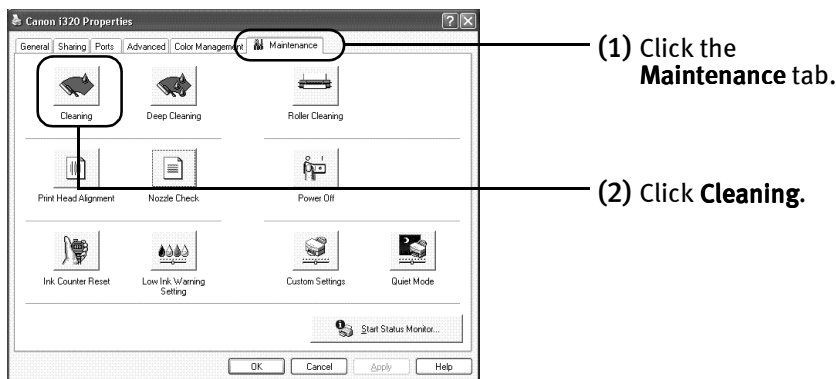 Canon i320 Properties
General Sharing Ports Advanced Color Management Maintenance
(1) Click the
Maintenance tab.
Cleaning Deep Cleaning Roller Cleaning
(2) Click Cleaning.
Print Head Alignment Nozzle Check Power Off
Ink Counter Reset Low Ink Warning Custom Settings Quiet Mode
Setting
Start Status Monitor...
OK Cancel Apply Help